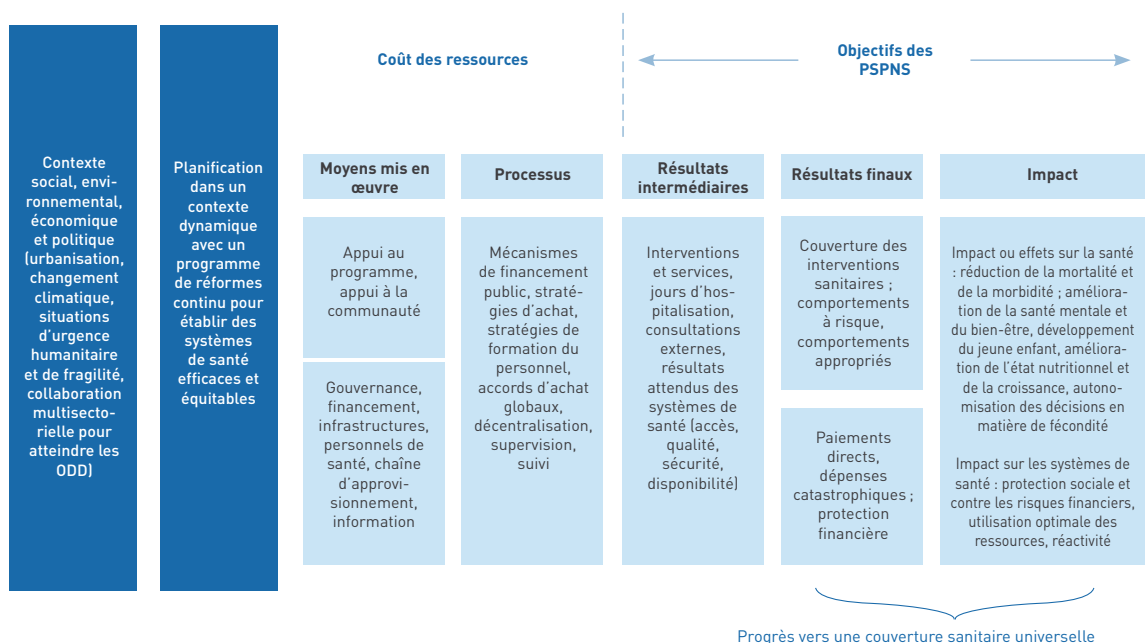 Coût des ressources
Objectifs des
PSPNS
Contexte
social, envi-
ronnemental,
économique
et politique
(urbanisation,
changement
climatique,
situations
d'urgence
humanitaire
et de fragilité,
collaboration
multisecto-
rielle pour
atteindre les
ODD)
Planification
dans un
contexte
dynamique
avec un
programme
de réformes
continu pour
établir des
systèmes
de santé
efficaces et
équitables
Moyens mis en
œuvre
Appui au
programme,
appui à la
communauté
Gouvernance,
financement,
infrastructures,
personnels de
santé, chaîne
d'approvi-
sionnement,
information
Processus
Mécanismes
de financement
public, straté-
gies d'achat,
stratégies de
formation du
personnel,
accords d'achat
globaux,
décentralisation,
supervision,
suivi
Résultats
intermédiaires
Interventions
et services,
jours d'hos-
pitalisation,
consultations
externes,
résultats
attendus des
systèmes de
santé (accès,
qualité,
sécurité,
disponibilité)
Résultats finaux
Couverture des
interventions
sanitaires ;
comportements
à risque,
comportements
appropriés
Paiements
directs,
dépenses
catastrophiques ;
protection
financière
Impact
Impact ou effets sur la santé
: réduction de la mortalité et
de la morbidité ; améliora-
tion de la santé mentale et
du bien-être, développement
du jeune enfant, améliora-
tion de l'état nutritionnel et
de la croissance, autono-
misation des décisions en
matière de fécondité
Impact sur les systèmes de
santé : protection sociale et
contre les risques financiers,
utilisation optimale des
ressources, réactivité
Progrès vers une couverture sanitaire universelle